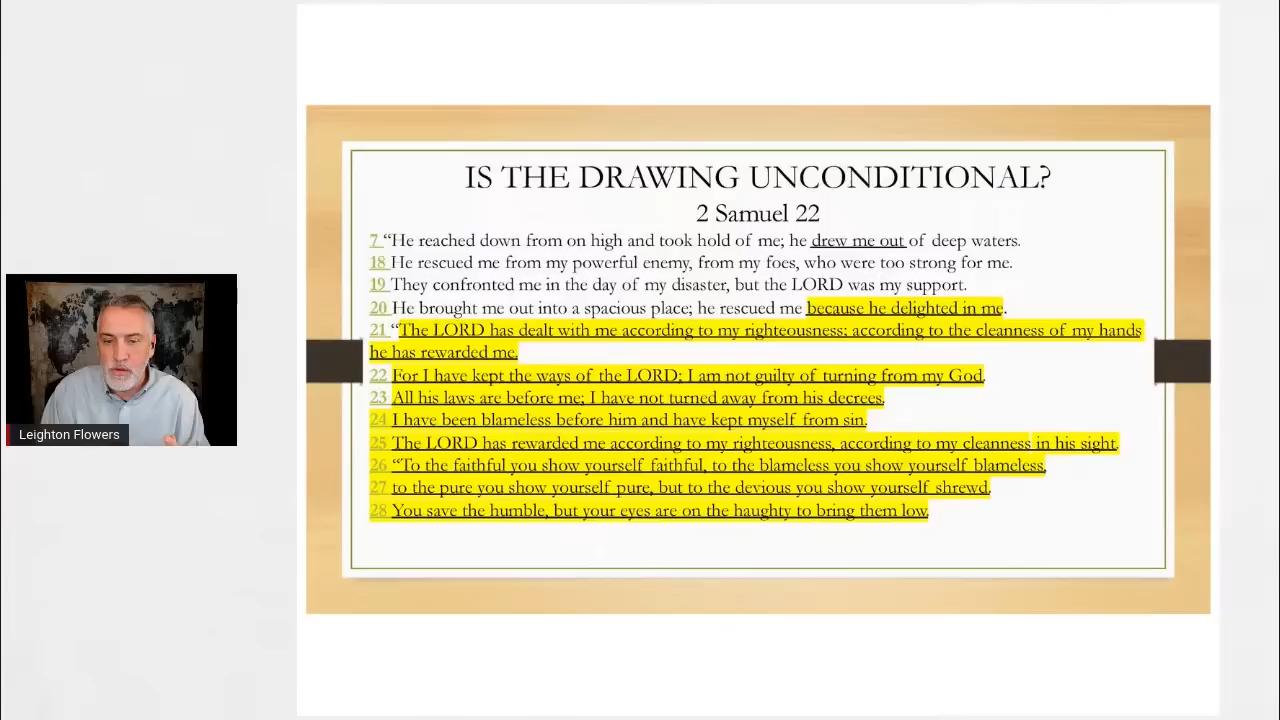 IS THE DRAWING UNCONDITIONAL?
2 Samuel 22
7 “He reached down from on high and took hold of me; he drew me out of deep waters.
18 He rescued me from my powerful enemy, from my foes, who were too strong for me.
19 They confronted me in the day of my disaster, but the LORD was my support.
20 He brought me out into a spacious place; he rescued me because he delighted in me.
21 “The LORD has dealt with me according to my righteousness; according to the cleanness of my hands
he has rewarded me.
22 For I have kept the ways of the LORD; I am not guilty of turning from my God.
23 All his laws are before me; I have not turned away from his decrees.
24 I have been blameless before him and have kept myself from sin.
25 The LORD has rewarded me according to my righteousness, according to my cleanness in his sight.
26 “To the faithful you show yourself faithful, to the blameless you show yourself blameless,
27 to the pure you show yourself pure, but to the devious you show yourself shrewd.
28 You save the humble, but your eyes are on the haughty to bring them low.
Leighton Flowers